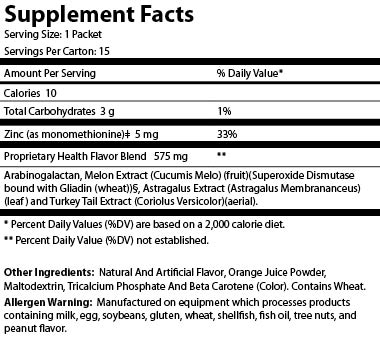 Supplement Facts
Serving Size: 1 Packet
Servings Per Carton: 15
Amount Per Serving % Daily Value*
Calories 10
Total Carbohydrates 3 g 1%
Zinc (as monomethionine)‡ 5 mg 33%
Proprietary Health Flavor Blend 575 mg **
Arabinogalactan, Melon Extract (Cucumis Melo) (fruit)(Superoxide Dismutase
bound with Gliadin (wheat))§, Astragalus Extract (Astragalus Membrananceus)
(leaf) and Turkey Tail Extract (Coriolus Versicolor)(aerial).
* Percent Daily Values (%DV) are based on a 2,000 calorie diet.
** Percent Daily Value (%DV) not established.
Other Ingredients: Natural And Artificial Flavor, Orange Juice Powder,
Maltodextrin, Tricalcium Phosphate And Beta Carotene (Color). Contains Wheat.
Allergen Warning: Manufactured on equipment which processes products
containing milk, egg, soybeans, gluten, wheat, shellfish, fish oil, tree nuts, and
peanut flavor.